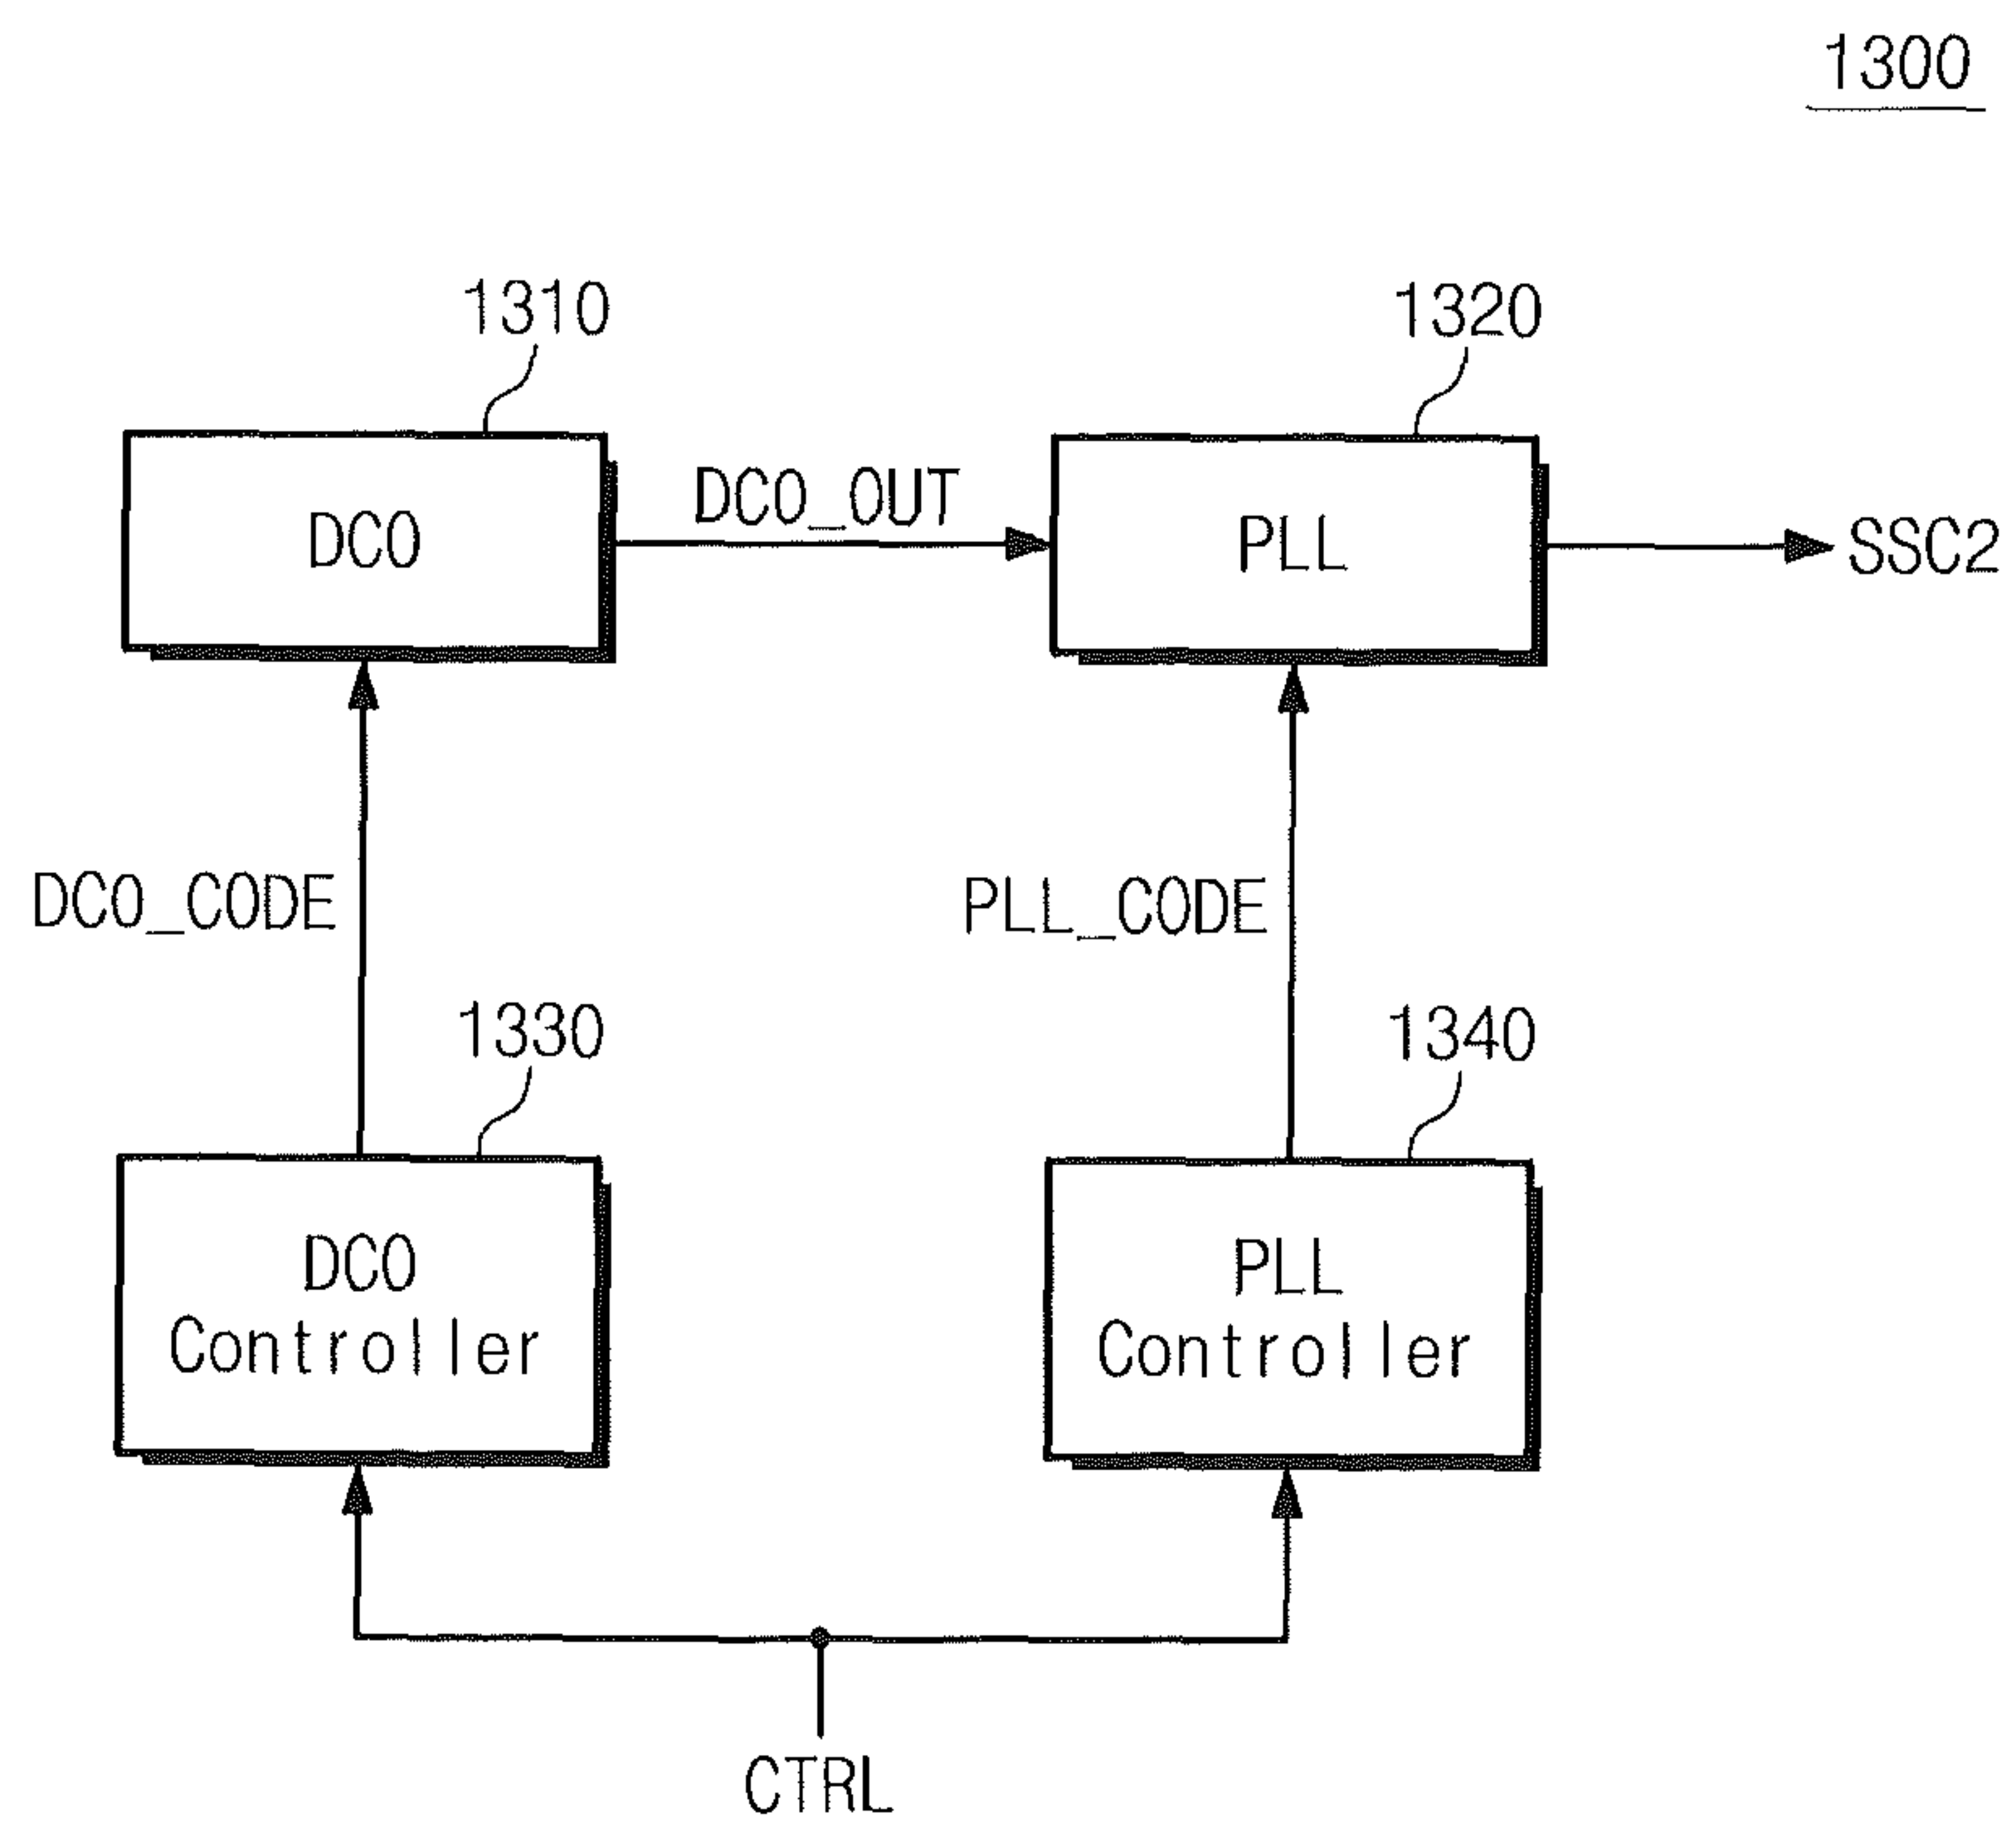 1300
1310
1320
DCO
DCO_OUT
PLL
SSC2
DCO_CODE
PLL_CODE
1330
1340
DCO
Controller
PLL
Controller
CTRL